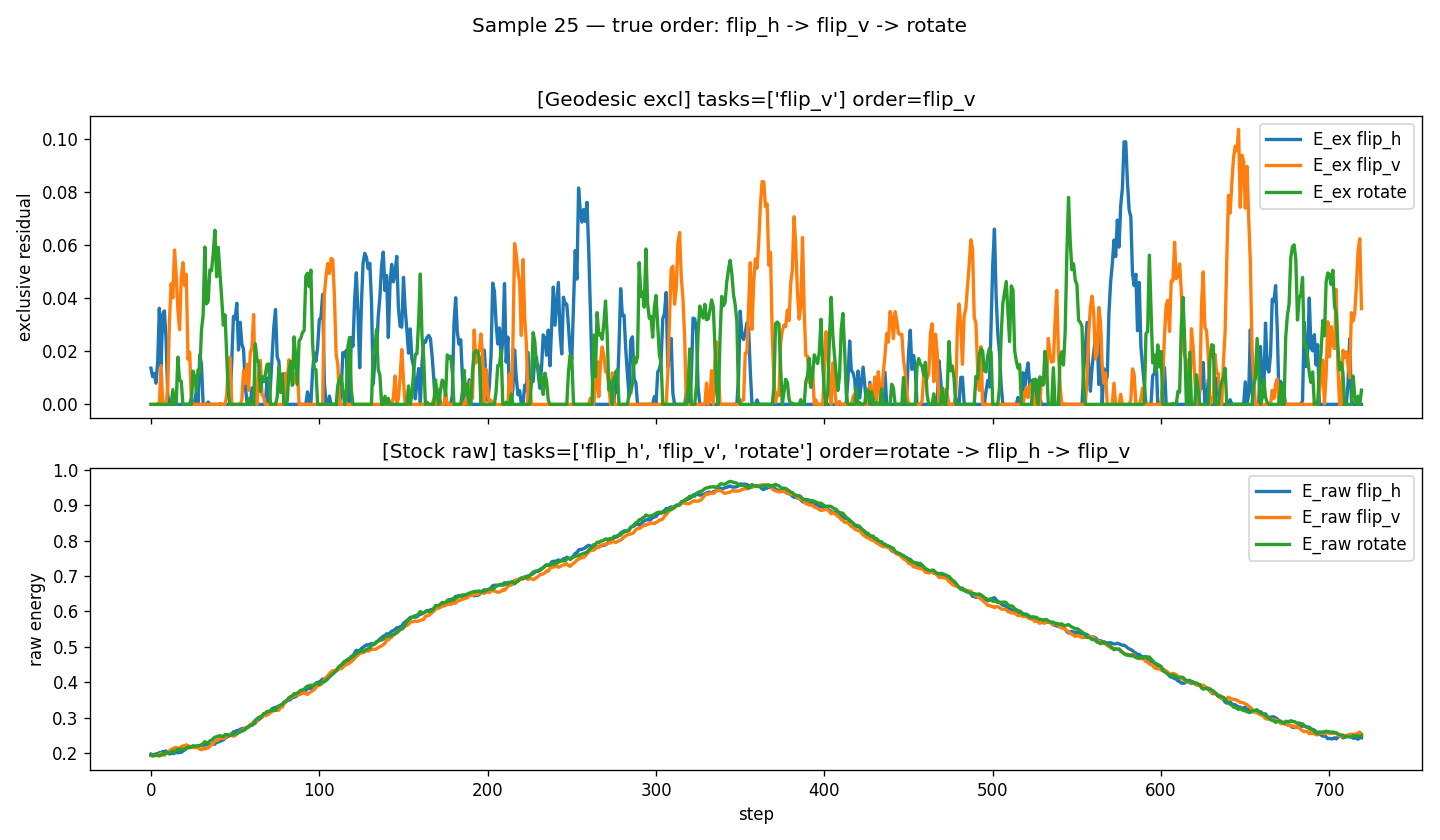 Sample 25 — true order: flip_h -> flip_v -> rotate
[Geodesic excl] tasks=['flip_v'] order=flip_v
exclusive residual
0.10
0.08
0.06
0.04
0.02
0.00
E_ex flip_h
E_ex flip_v
E_ex rotate
[Stock raw] tasks=['flip_h', 'flip_v', 'rotate'] order=rotate -> flip_h -> flip_v
raw energy
1.0
0.9
0.8
0.7
0.6
0.5
0.4
0.3
0.2
E_raw flip_h
E_raw flip_v
E_raw rotate
0 100 200 300 400 500 600 700
step